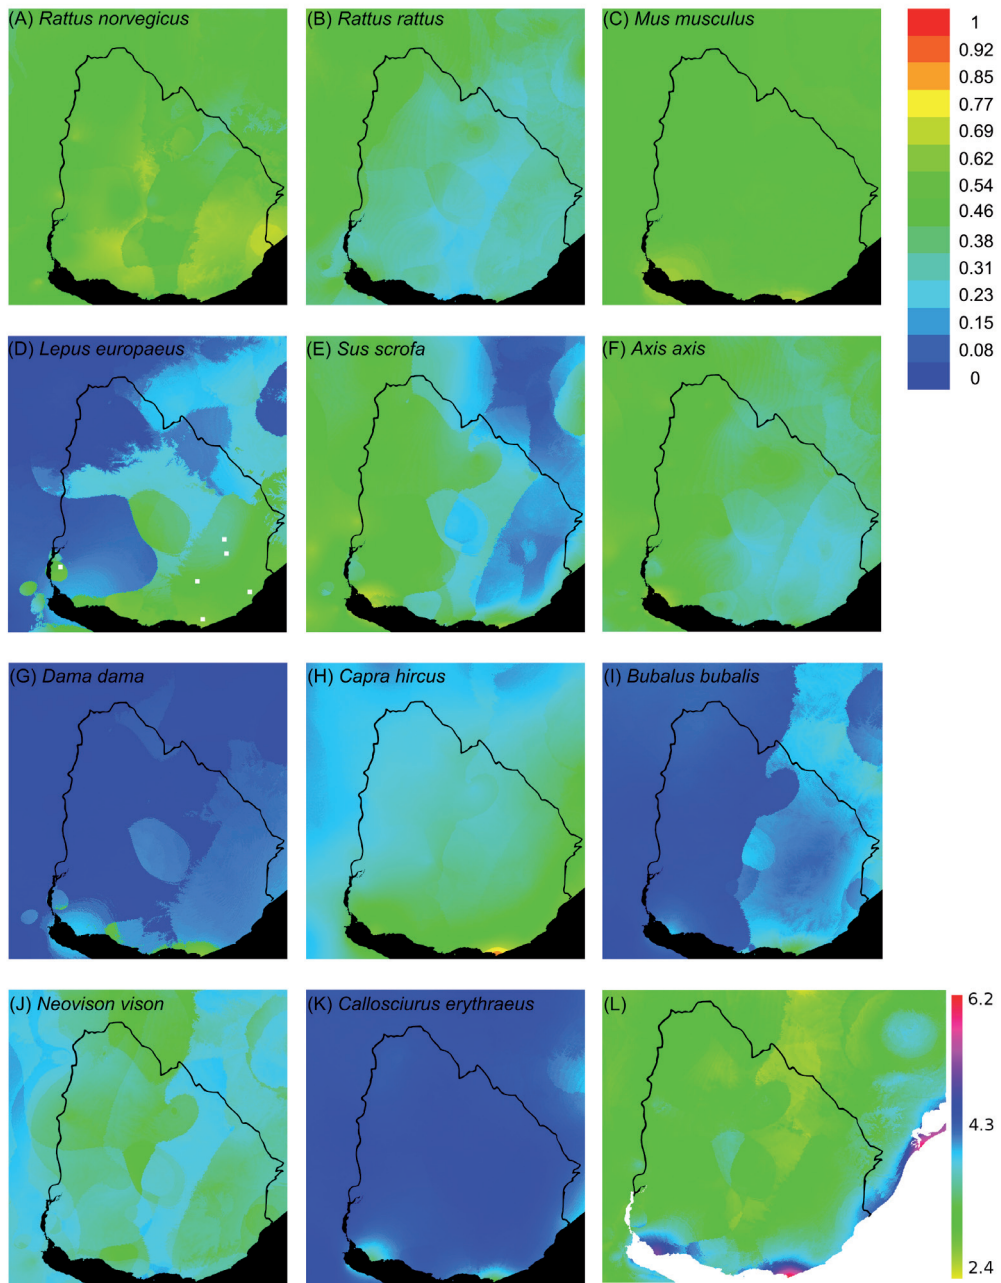 (A) Rattus norvegicus
(B) Rattus rattus
(C) Mus musculus
1
0.92
0.85
0.77
0.69
0.62
0.54
0.46
0.38
0.31
0.23
0.15
0.08
0
(D) Lepus europaeus
(E) Sus scrofa
(F) Axis axis
(G) Dama dama
(H) Capra hircus
(I) Bubalus bubalis
(J) Neovison vison
(K) Callosciurus erythraeus
(L)
6.2
4.3
2.4